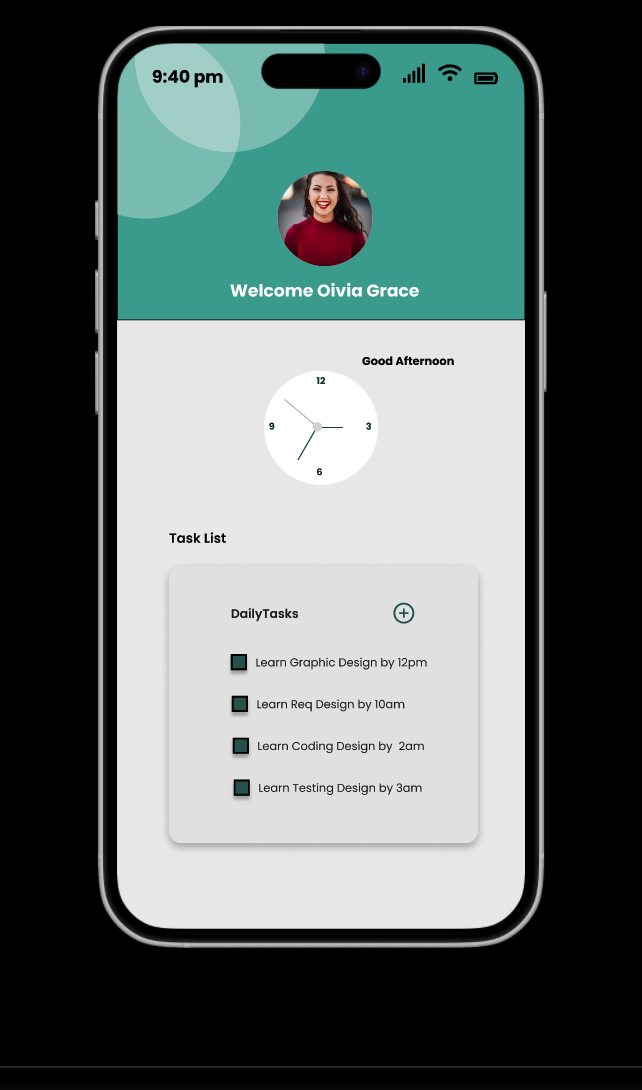 9:40 pm
Welcome Oivia Grace
Good Afternoon
12
9
3
6
Task List
DailyTasks
Learn Graphic Design by 12pm
Learn Req Design by 10am
Learn Coding Design by  2am
Learn Testing Design by 3am